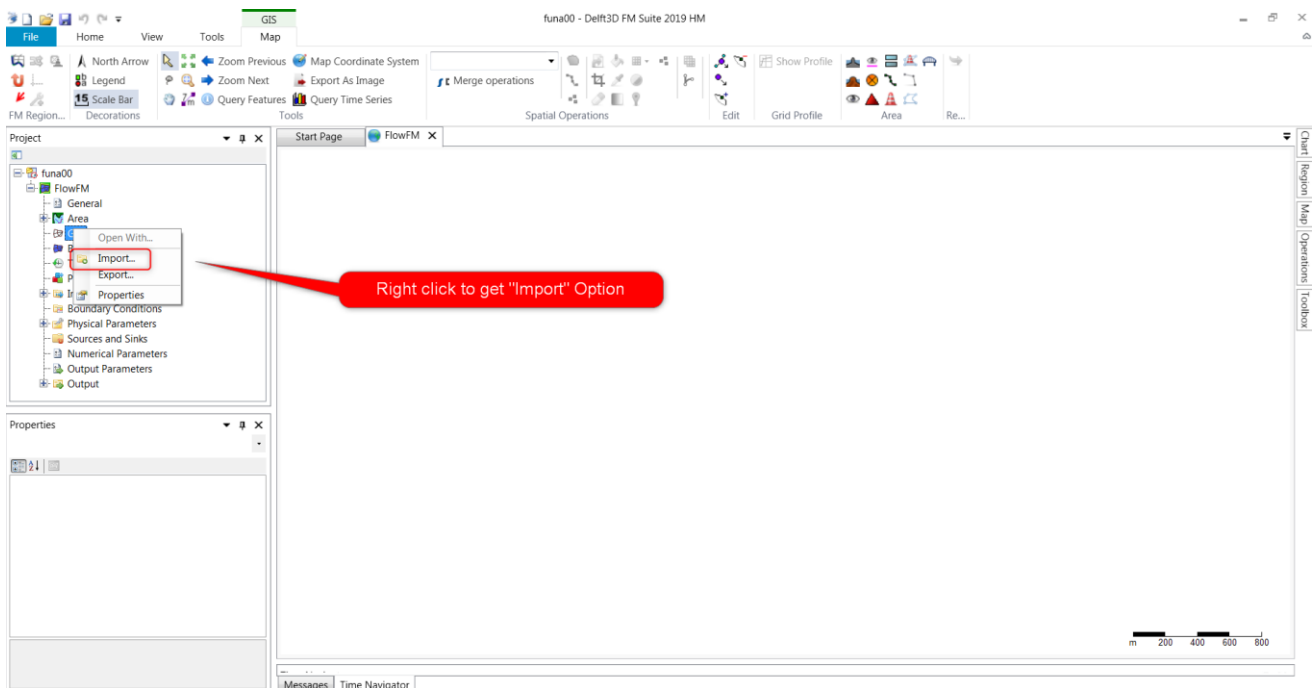 GIS
funa00 - Delft3D FM Suite 2019 HM
File Home View Tools Map
North Arrow Zoom Previous Map Coordinate System Show Profile
Legend Zoom Next Export As Image Merge operations
15 Scale Bar Query Features Query Time Series
FM Region... Decorations Tools Spatial Operations Edit Grid Profile Area Re...
Project
Start Page FlowFM
funa00
FlowFM
General
Area
Open With...
Import...
Export...
Properties
Boundary Conditions
Physical Parameters
Sources and Sinks
Numerical Parameters
Output Parameters
Output
Right click to get "Import" Option
Chart
Region
Map
Operations
Toolbox
Properties
m 200 400 600 800
Messages Time Navigator